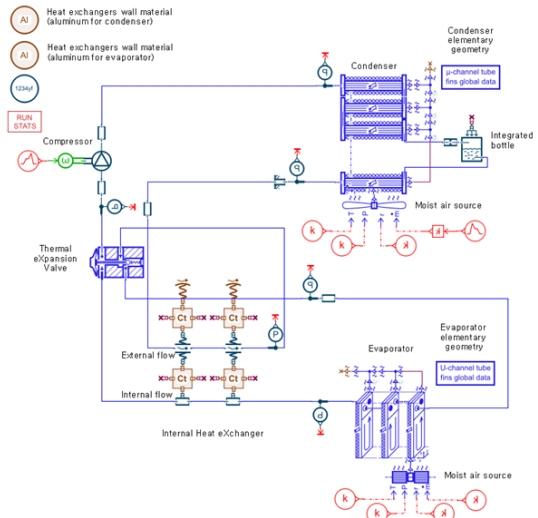 Al
Heat exchangers wall material
(aluminum for condenser)
Al
Heat exchangers wall material
(aluminum for evaporator)
1234yf
RUN
STATS
Condenser
elementary
geometry
μ-channel tube
fins global data
Condenser
Compressor
ω
Integrated
bottle
Moist air source
T
P
r
m
k
k
k
k
Thermal
eXpansion
Valve
Ct
Ct
P
External flow
Ct
Ct
Internal flow
Internal Heat eXchanger
Evaporator
Evaporator
elementary
geometry
U-channel tube
fins global data
Moist air source
T
P
r
m
k
k
k
k